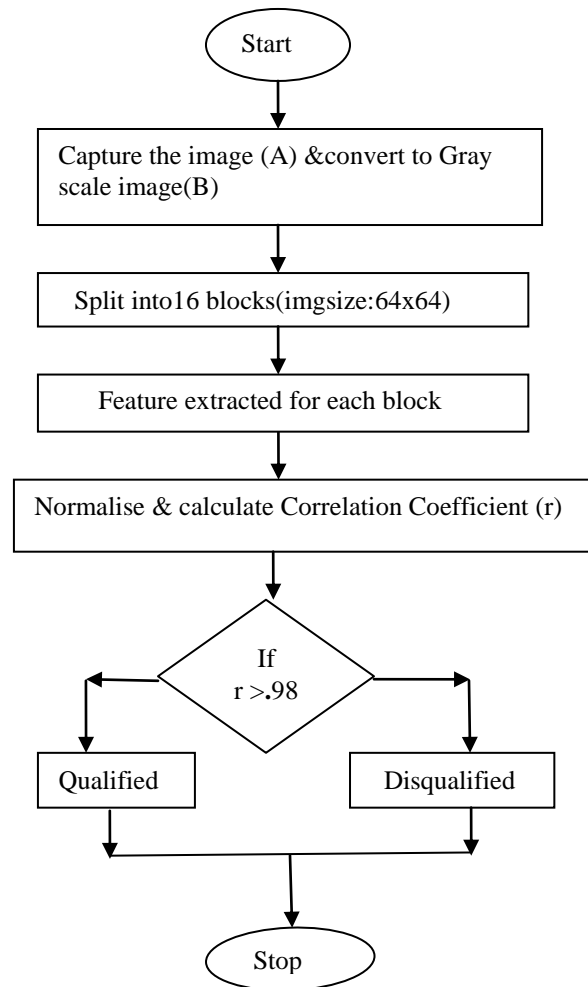 Start
Capture the image (A) &convert to Gray
scale image(B)
Split into16 blocks(imgsize:64x64)
Feature extracted for each block
Normalise & calculate Correlation Coefficient (r)
If
r >.98
Qualified
Disqualified
Stop